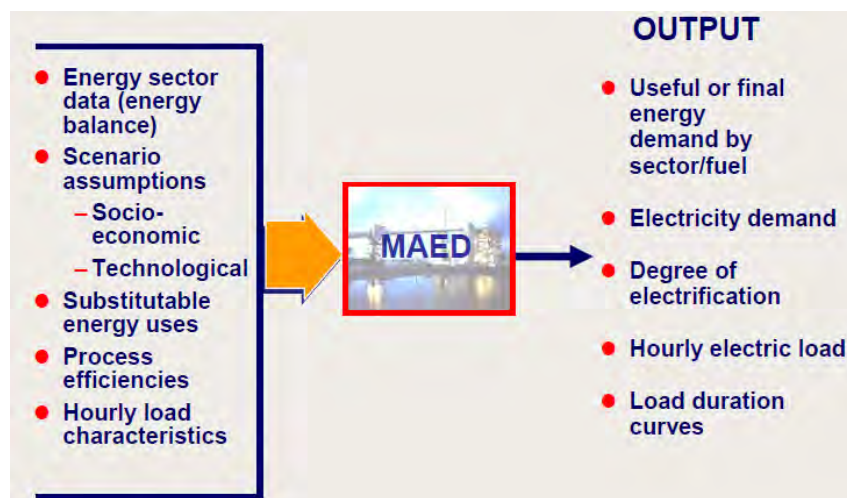 Energy sector
data (energy
balance)
Scenario
assumptions
– Socio-
economic
– Technological
Substitutable
energy uses
Process
efficiencies
Hourly load
characteristics
MAED
OUTPUT
Useful or final
energy
demand by
sector/fuel
Electricity demand
Degree of
electrification
Hourly electric load
Load duration
curves